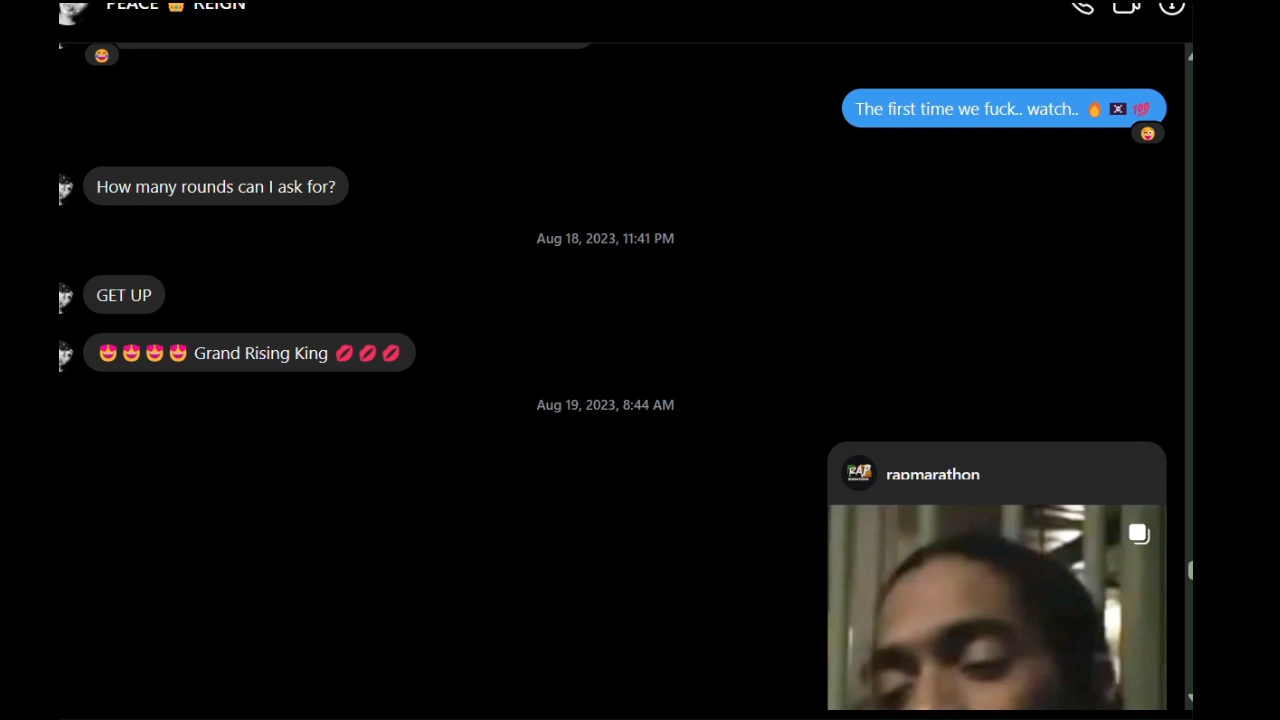 PEACE 👑 REIGN
The first time we fuck.. watch.. 🔥 🏴‍☠️ 💯
How many rounds can I ask for?
Aug 18, 2023, 11:41 PM
GET UP
😍😍😍😍 Grand Rising King 💋💋💋
Aug 19, 2023, 8:44 AM
RAP
rapmarathon